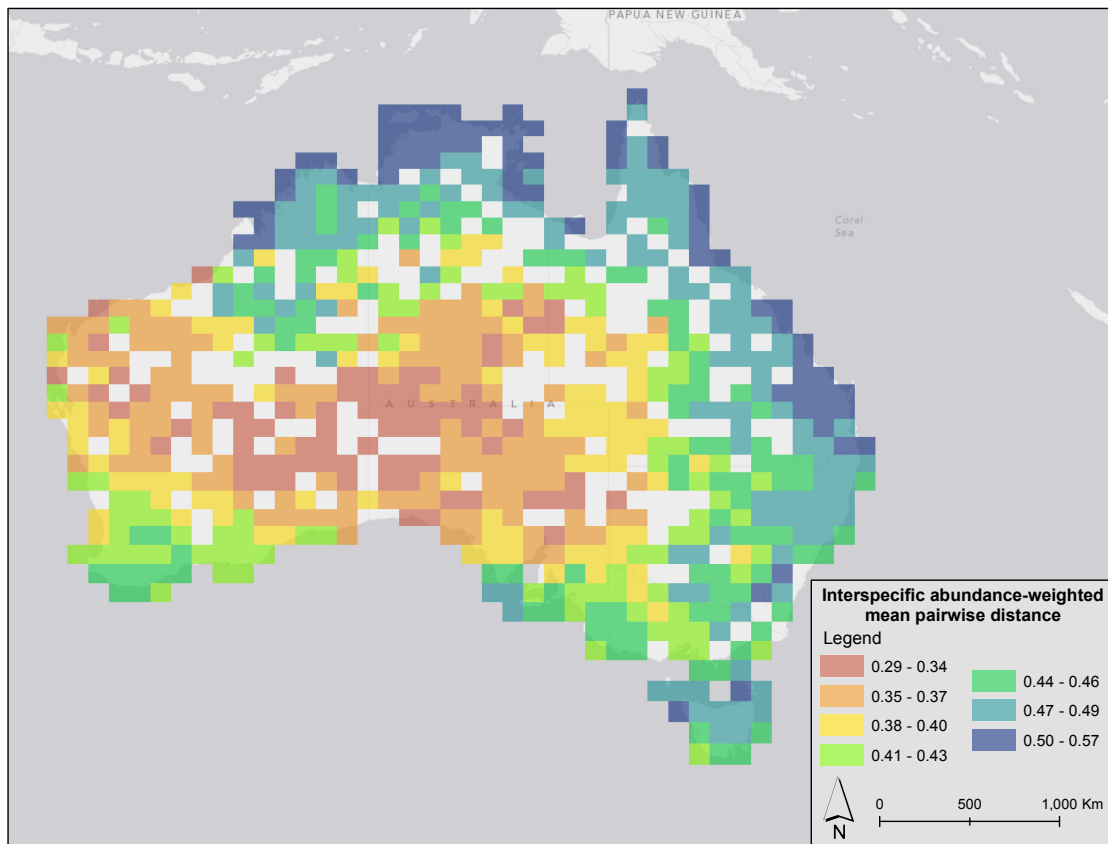 PAPUA NEW GUINEA
Coral
Sea
AUSTRALIA
Interspecific abundance-weighted
mean pairwise distance
Legend
0.29 - 0.34
0.35 - 0.37
0.38 - 0.40
0.41 - 0.43
0.44 - 0.46
0.47 - 0.49
0.50 - 0.57
N
0 500 1,000 Km